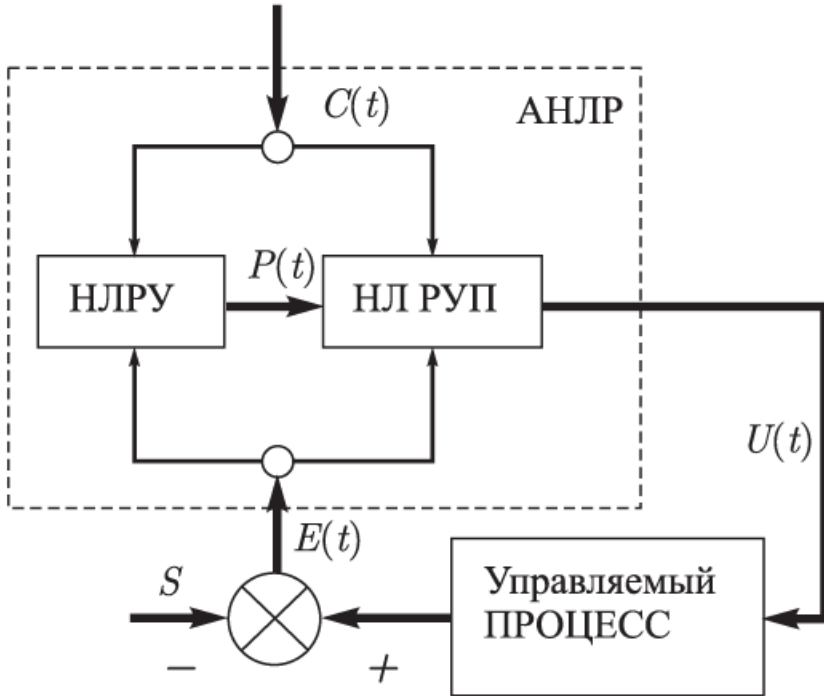 C(t)
АНЛР
НЛРУ
P(t)
НЛ РУП
U(t)
E(t)
S
Управляемый
ПРОЦЕСС
− +